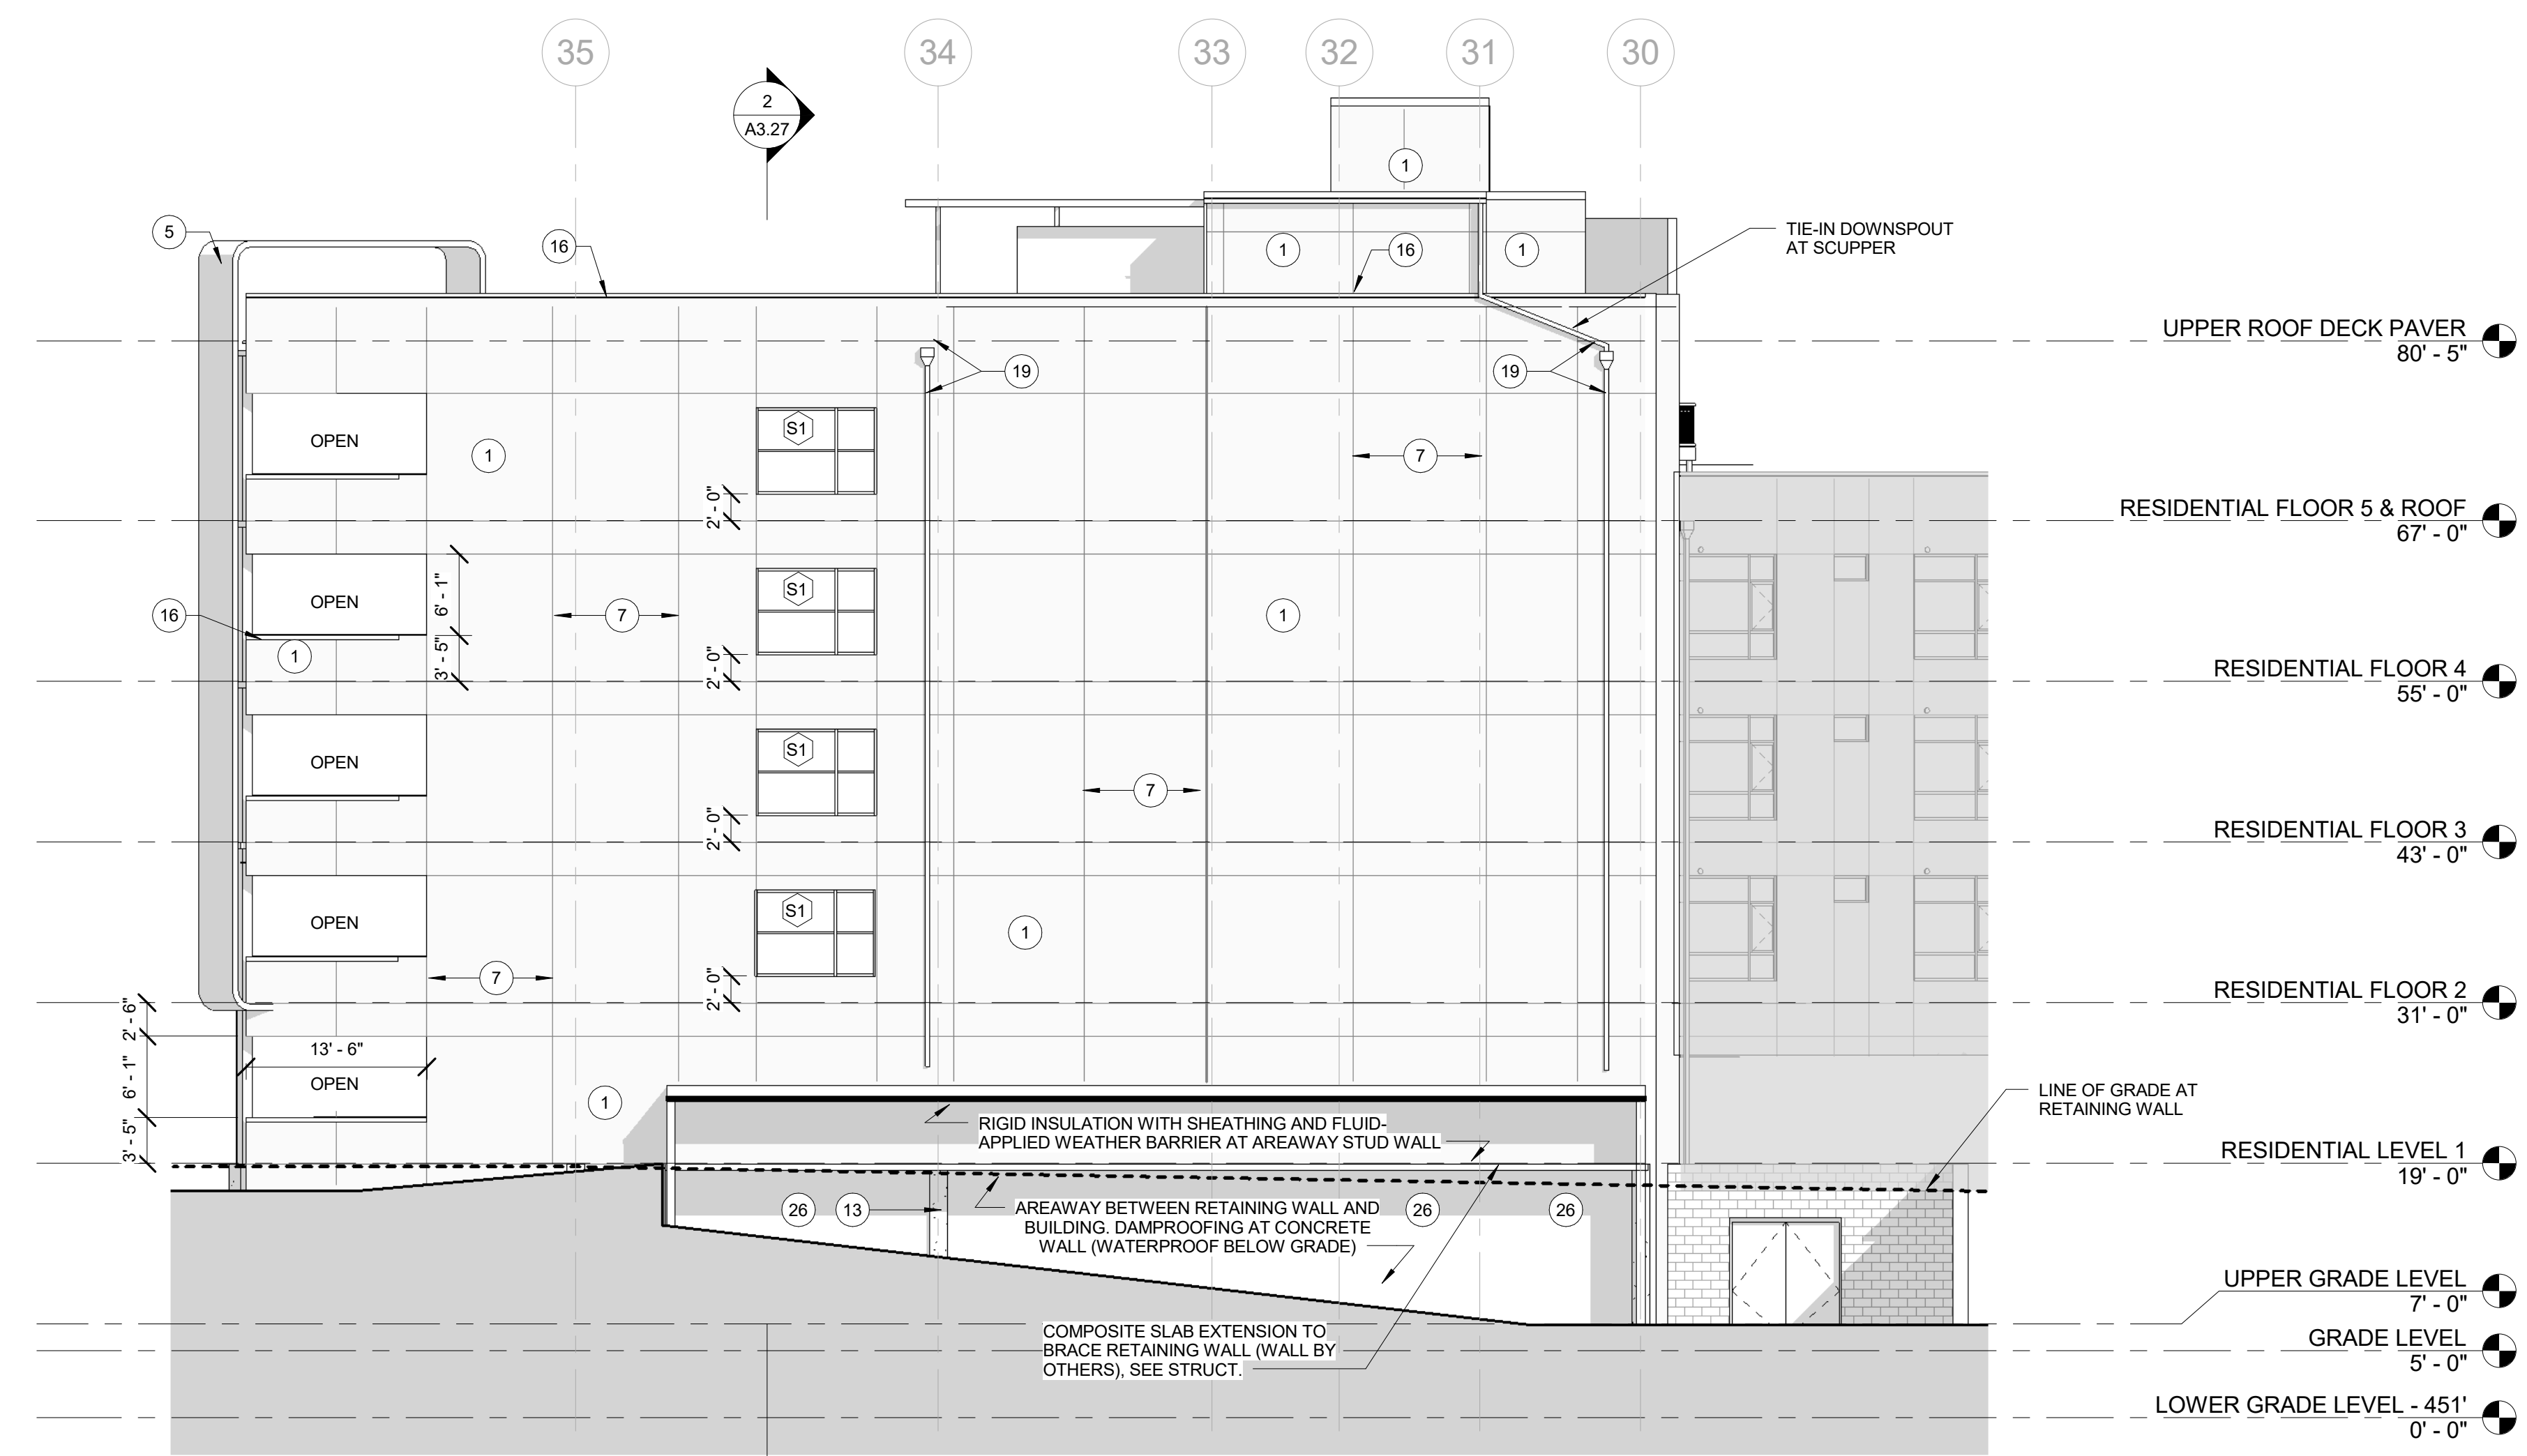 35
34
33
32
31
30
2
A3.27
1
5
16
1
16
1
TIE-IN DOWNSPOUT
AT SCUPPER
UPPER ROOF DECK PAVER
80' - 5"
19
19
OPEN
1
S1
7
2' - 0"
RESIDENTIAL FLOOR 5 & ROOF
67' - 0"
OPEN
6' - 1"
S1
16
7
1
1
3' - 5"
2' - 0"
RESIDENTIAL FLOOR 4
55' - 0"
OPEN
S1
7
2' - 0"
RESIDENTIAL FLOOR 3
43' - 0"
OPEN
S1
1
7
2' - 0"
RESIDENTIAL FLOOR 2
31' - 0"
2' - 6"
13' - 6"
6' - 1"
OPEN
1
3' - 5"
LINE OF GRADE AT
RETAINING WALL
RIGID INSULATION WITH SHEATHING AND FLUID-
APPLIED WEATHER BARRIER AT AREAWAY STUD WALL
RESIDENTIAL LEVEL 1
19' - 0"
26
13
26
26
AREAWAY BETWEEN RETAINING WALL AND
BUILDING. DAMPROOFING AT CONCRETE
WALL (WATERPROOF BELOW GRADE)
UPPER GRADE LEVEL
7' - 0"
COMPOSITE SLAB EXTENSION TO
BRACE RETAINING WALL (WALL BY
OTHERS), SEE STRUCT.
GRADE LEVEL
5' - 0"
LOWER GRADE LEVEL - 451'
0' - 0"